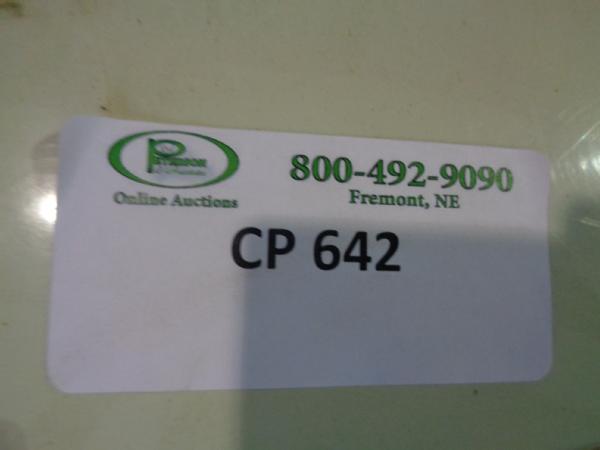 800-492-9090
Online Auctions
Fremont, NE
CP 642